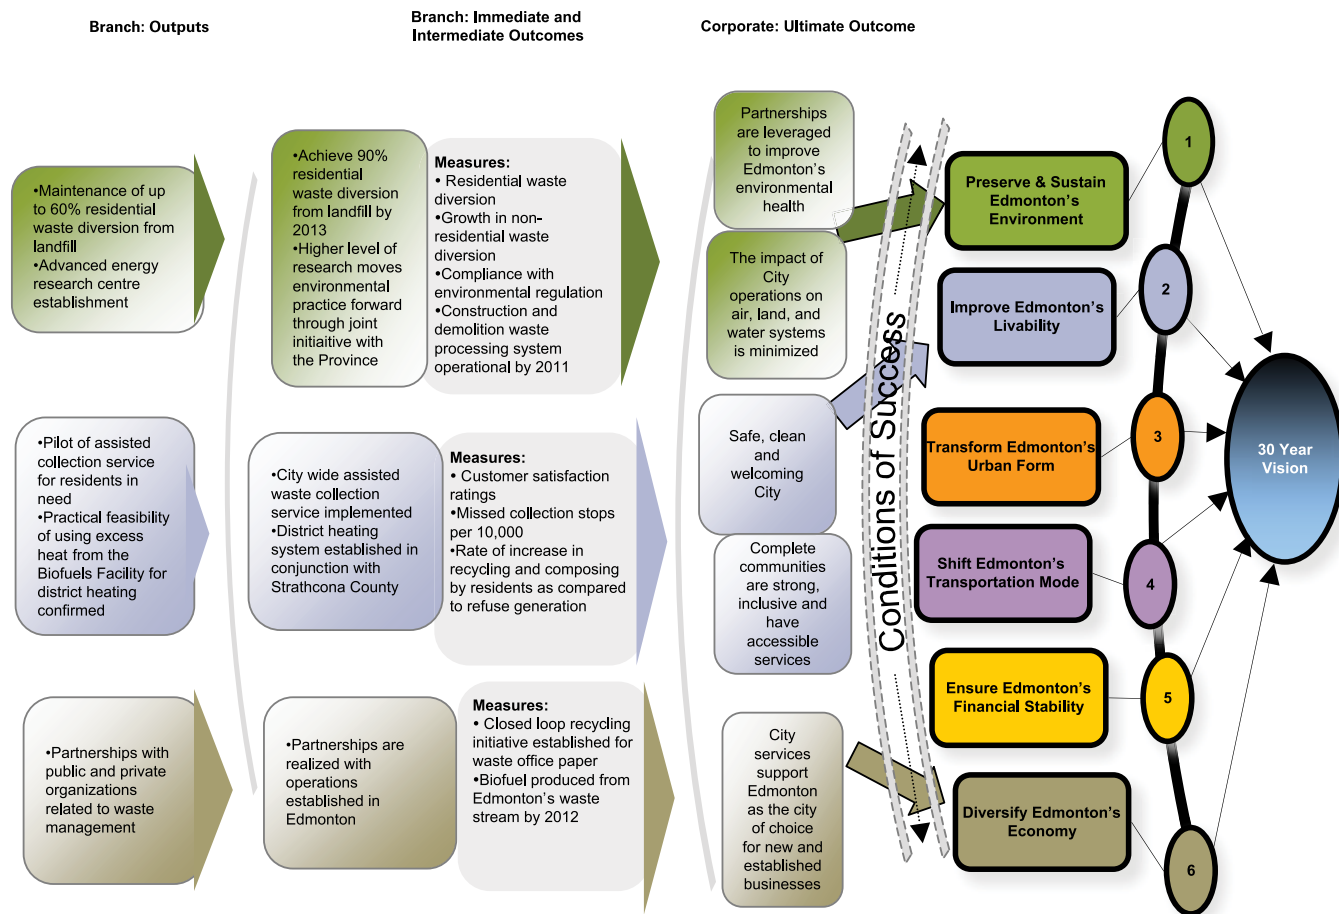 Branch: Outputs
Branch: Immediate and
Intermediate Outcomes
Corporate: Ultimate Outcome
•Maintenance of up
to 60% residential
waste diversion from
landfill
•Advanced energy
research centre
establishment
•Achieve 90%
residential
waste diversion
from landfill by
2013
•Higher level of
research moves
environmental
practice forward
through joint
initiaitive with
the Province
Measures:
• Residential waste
diversion
•Growth in non-
residential waste
diversion
•Compliance with
environmental regulation
•Construction and
demolition waste
processing system
operational by 2011
Partnerships
are leveraged
to improve
Edmonton's
environmental
health
The impact of
City
operations on
air, land, and
water systems
is minimized
•Pilot of assisted
collection service
for residents in
need
•Practical feasibility
of using excess
heat from the
Biofuels Facility for
district heating
confirmed
•City wide assisted
waste collection
service implemented
•District heating
system established in
conjunction with
Strathcona County
Measures:
• Customer satisfaction
ratings
•Missed collection stops
per 10,000
•Rate of increase in
recycling and composing
by residents as compared
to refuse generation
Safe, clean
and
welcoming
City
Complete
communities
are strong,
inclusive and
have
accessible
services
•Partnerships with
public and private
organizations
related to waste
management
•Partnerships are
realized with
operations
established in
Edmonton
Measures:
• Closed loop recycling
initiative established for
waste office paper
•Biofuel produced from
Edmonton's waste
stream by 2012
City
services
support
Edmonton
as the city
of choice
for new and
established
businesses
Conditions of Success
Preserve & Sustain
Edmonton's
Environment
Improve Edmonton's
Livability
Transform Edmonton's
Urban Form
Shift Edmonton's
Transportation Mode
Ensure Edmonton's
Financial Stability
Diversify Edmonton's
Economy
1
2
3
4
5
6
30 Year
Vision